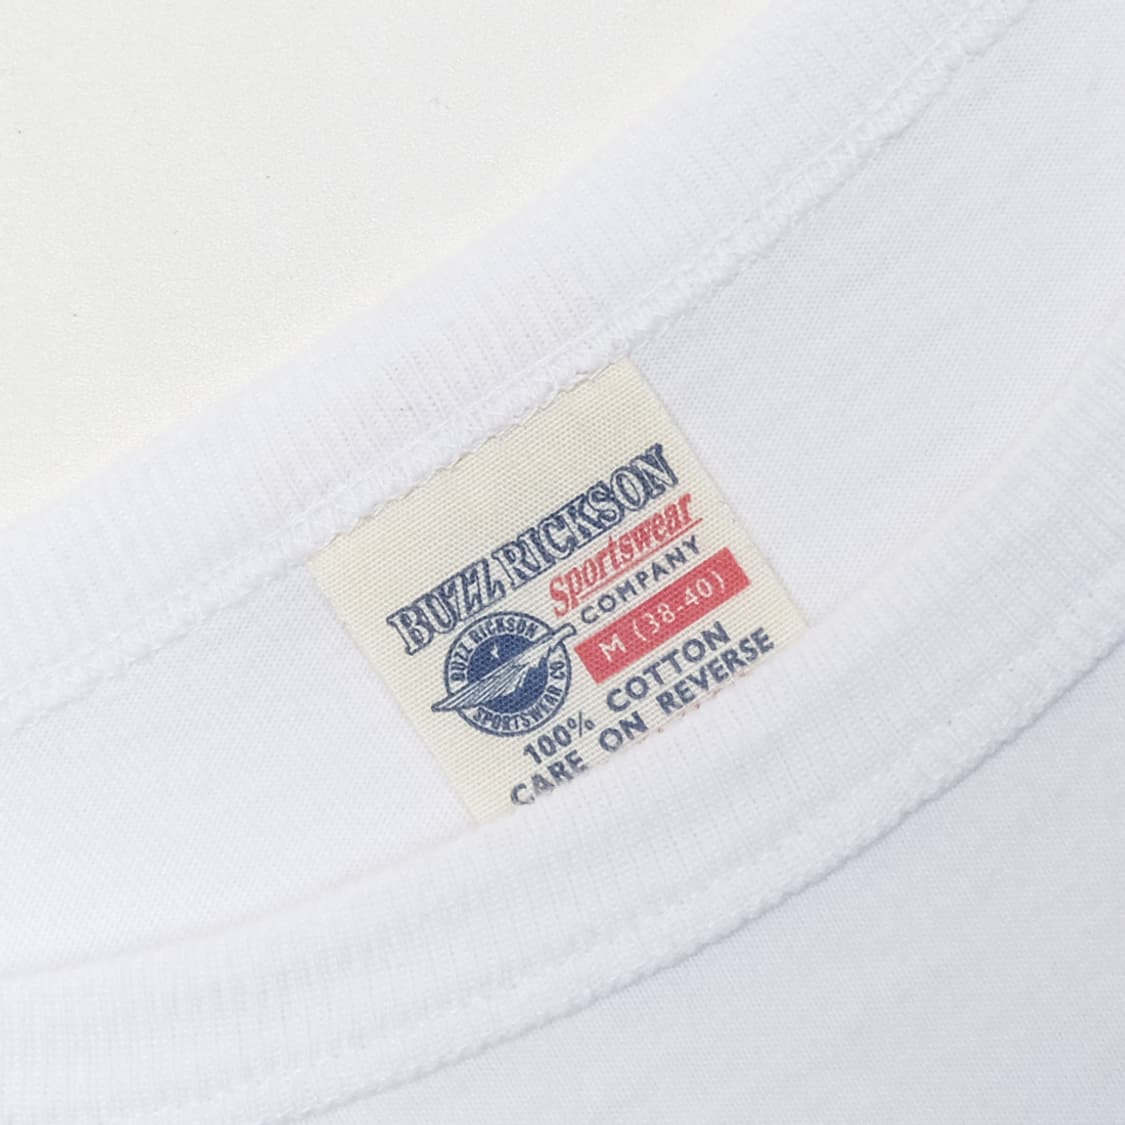 BUZZ RICKSON
Sportswear
COMPANY
BUZZ RICKSON
SPORTSWEAR CO.
M (38-40)
100% COTTON
CARE ON REVERSE